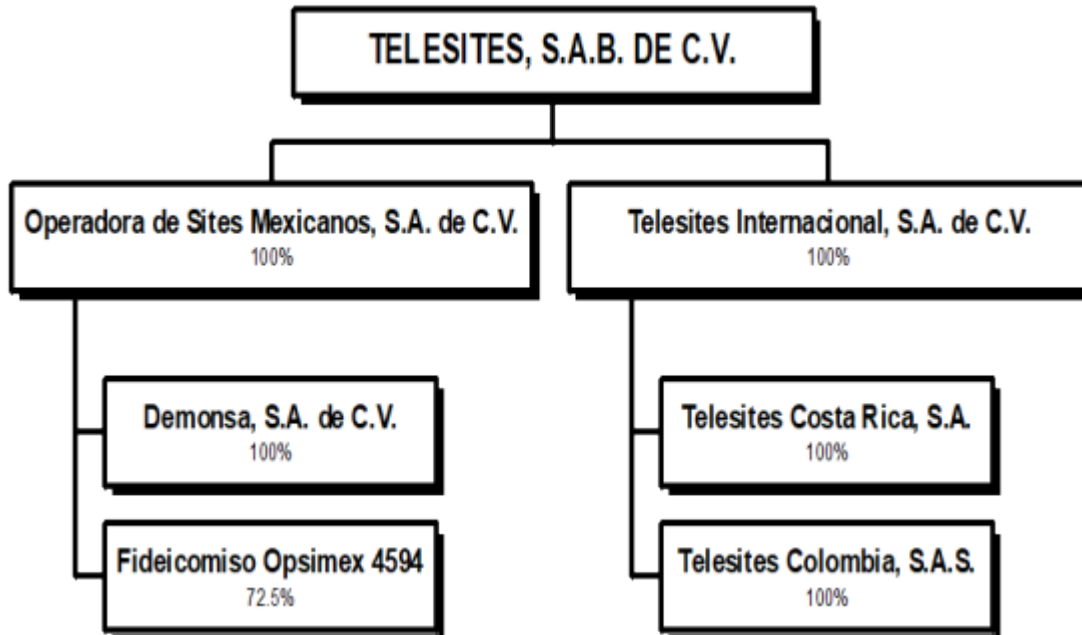 TELESITES, S.A.B. DE C.V.
Operadora de Sites Mexicanos, S.A. de C.V.
100%
Telesites Internacional, S.A. de C.V.
100%
Demonsa, S.A. de C.V.
100%
Telesites Costa Rica, S.A.
100%
Fideicomiso Opsimex 4594
72.5%
Telesites Colombia, S.A.S.
100%